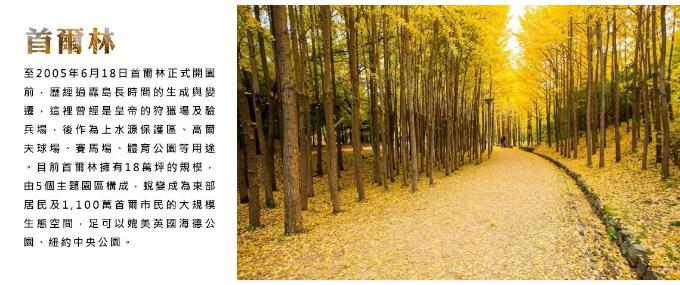 首爾林
至2005年6月18日首爾林正式開園
前，歷經過纛島長時間的生成與變
遷，這裡曾經是皇帝的狩獵場及驗
兵場，後作為上水源保護區、高爾
夫球場、賽馬場、體育公園等用途
。目前首爾林擁有18萬坪的規模，
由5個主題園區構成，蛻變成為東部
居民及1,100萬首爾市民的大規模
生態空間，足可以媲美英國海德公
園、紐約中央公園。